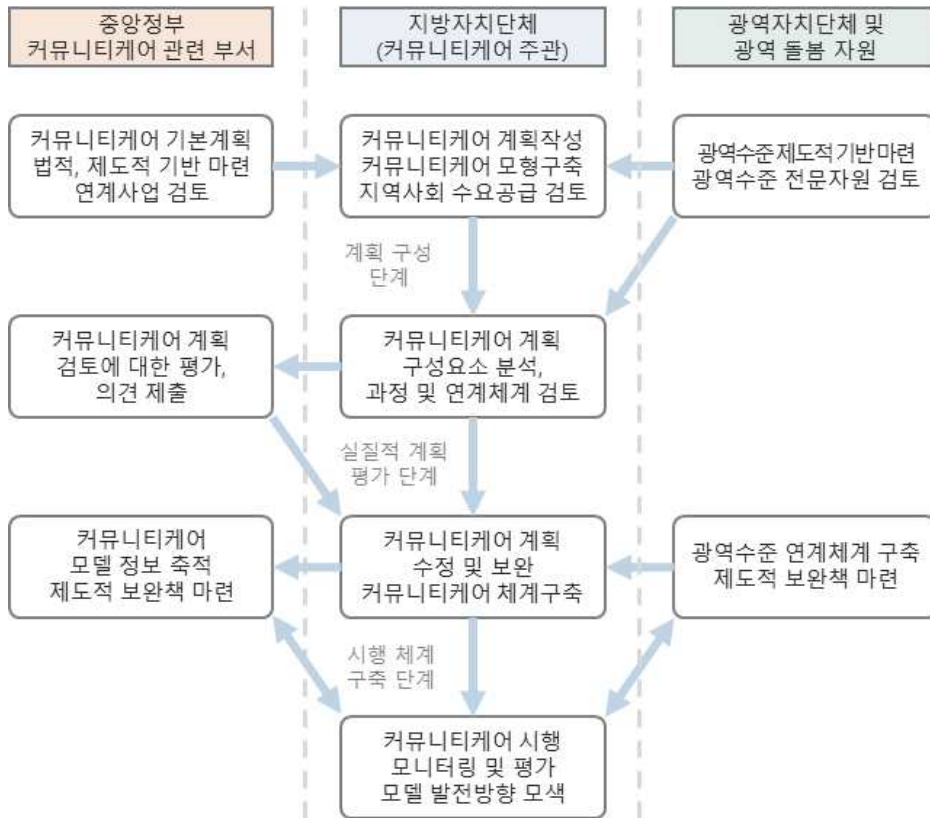 중앙정부
커뮤니티케어 관련 부서
지방자치단체
(커뮤니티케어 주관)
광역자치단체 및
광역 돌봄 자원
커뮤니티케어 기본계획
법적, 제도적 기반 마련
연계사업 검토
커뮤니티케어 계획작성
커뮤니티케어 모형구축
지역사회 수요공급 검토
광역수준제도적기반마련
광역수준 전문자원 검토
계획 구성
단계
커뮤니티케어 계획
검토에 대한 평가,
의견 제출
커뮤니티케어 계획
구성요소 분석,
과정 및 연계체계 검토
실질적 계획
평가 단계
커뮤니티케어
모델 정보 축적
제도적 보완책 마련
커뮤니티케어 계획
수정 및 보완
커뮤니티케어 체계구축
광역수준 연계체계 구축
제도적 보완책 마련
시행 체계
구축 단계
커뮤니티케어 시행
모니터링 및 평가
모델 발전방향 모색